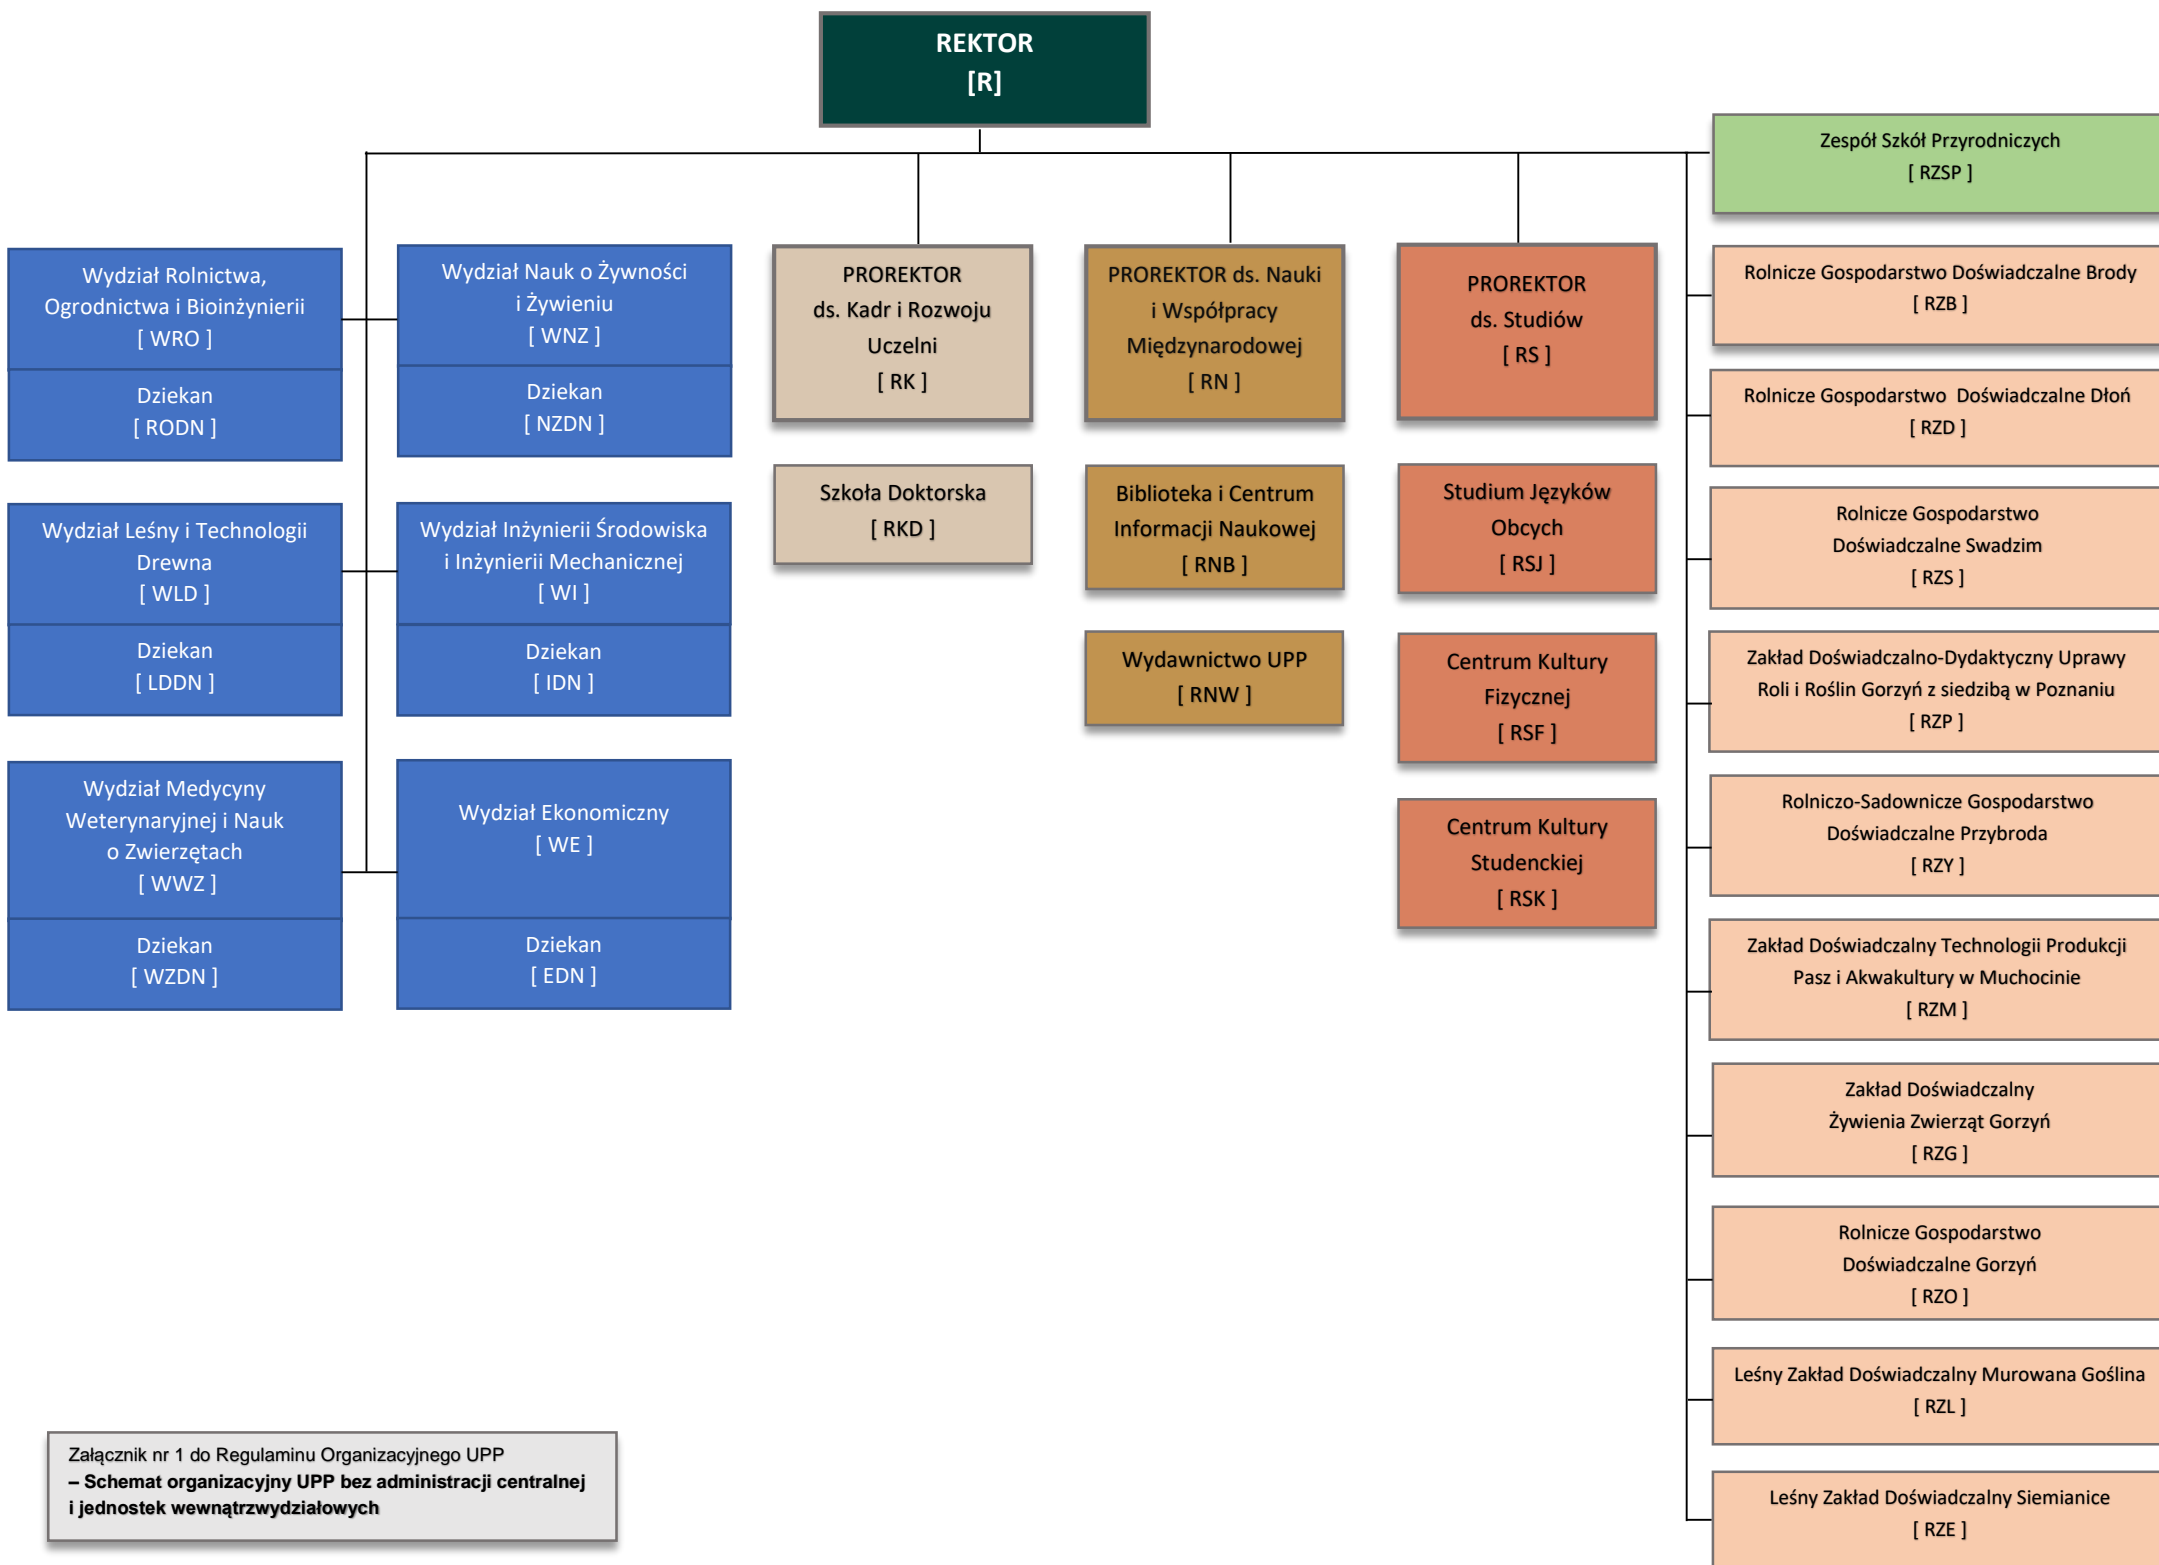 REKTOR
[R]
Zespół Szkół Przyrodniczych
[ RZSP ]
Wydział Rolnictwa,
Ogrodnictwa i Bioinżynierii
[ WRO ]
Dziekan
[ RODN ]
Wydział Nauk o Żywności
i Żywieniu
[ WNZ ]
Dziekan
[ NZDN ]
Wydział Leśny i Technologii
Drewna
[ WLD ]
Dziekan
[ LDDN ]
Wydział Inżynierii Środowiska
i Inżynierii Mechanicznej
[ WI ]
Dziekan
[ IDN ]
Wydział Medycyny
Weterynaryjnej i Nauk
o Zwierzętach
[ WWZ ]
Dziekan
[ WZDN ]
Wydział Ekonomiczny
[ WE ]
Dziekan
[ EDN ]
PROREKTOR
ds. Kadr i Rozwoju
Uczelni
[ RK ]
Szkoła Doktorska
[ RKD ]
PROREKTOR ds. Nauki
i Współpracy
Międzynarodowej
[ RN ]
Biblioteka i Centrum
Informacji Naukowej
[ RNB ]
Wydawnictwo UPP
[ RNW ]
PROREKTOR
ds. Studiów
[ RS ]
Studium Języków
Obcych
[ RSJ ]
Centrum Kultury
Fizycznej
[ RSF ]
Centrum Kultury
Studenckiej
[ RSK ]
Rolnicze Gospodarstwo Doświadczalne Brody
[ RZB ]
Rolnicze Gospodarstwo Doświadczalne Dłoń
[ RZD ]
Rolnicze Gospodarstwo
Doświadczalne Swadzim
[ RZS ]
Zakład Doświadczalno-Dydaktyczny Uprawy
Roli i Roślin Gorzyń z siedzibą w Poznaniu
[ RZP ]
Rolniczo-Sadownicze Gospodarstwo
Doświadczalne Przybroda
[ RZY ]
Zakład Doświadczalny Technologii Produkcji
Pasz i Akwakultury w Muchocinie
[ RZM ]
Zakład Doświadczalny
Żywienia Zwierząt Gorzyń
[ RZG ]
Rolnicze Gospodarstwo
Doświadczalne Gorzyń
[ RZO ]
Leśny Zakład Doświadczalny Murowana Goślina
[ RZL ]
Leśny Zakład Doświadczalny Siemianice
[ RZE ]
Załącznik nr 1 do Regulaminu Organizacyjnego UPP
– Schemat organizacyjny UPP bez administracji centralnej
i jednostek wewnątrzwydziałowych